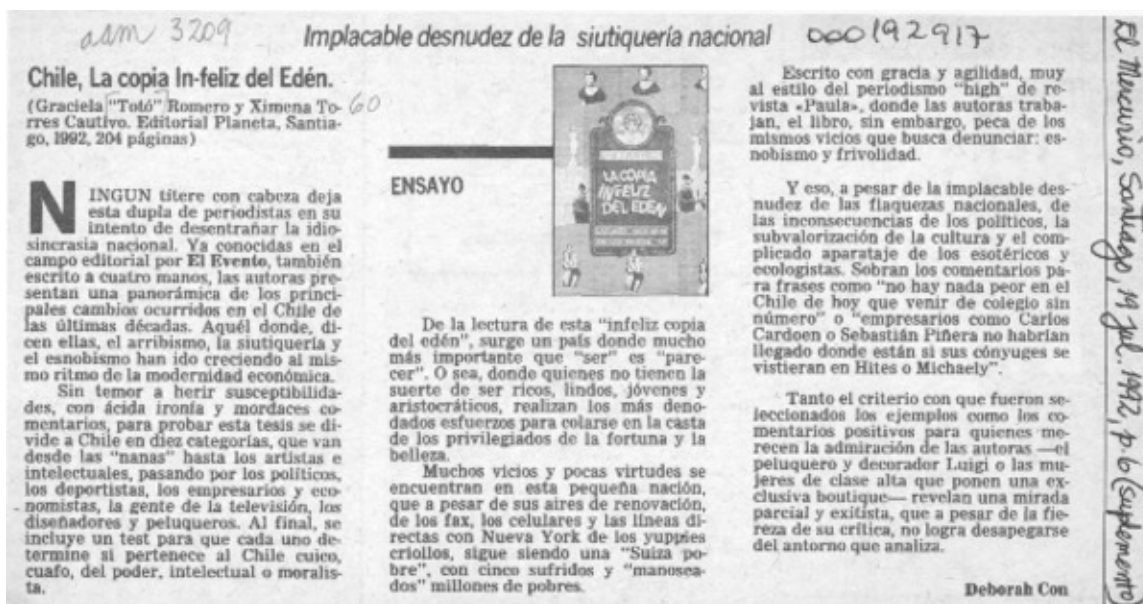 asm 3209
Implacable desnudez de la siutiquería nacional
000192917
Chile, La copia In-feliz del Edén.
(Graciela "Totó" Romero y Ximena To-
rres Cautivo. Editorial Planeta, Santia-
go, 1992, 204 páginas)
60
NINGUN títere con cabeza deja
esta dupla de periodistas en su
intento de desentrañar la idio-
sincrasia nacional. Ya conocidas en el
campo editorial por El Evento, también
escrito a cuatro manos, las autoras pre-
sentan una panorámica de los princi-
pales cambios ocurridos en el Chile de
las últimas décadas. Aquél donde, di-
cen ellas, el arribismo, la siutiquería y
el esnobismo han ido creciendo al mis-
mo ritmo de la modernidad económica.
Sin temor a herir susceptibilida-
des, con ácida ironía y mordaces co-
mentarios, para probar esta tesis se di-
vide a Chile en diez categorías, que van
desde las "nanas" hasta los artistas e
intelectuales, pasando por los políticos,
los deportistas, los empresarios y eco-
nomistas, la gente de la televisión, los
diseñadores y peluqueros. Al final, se
incluye un test para que cada uno de-
termine si pertenece al Chile cuico,
cuafo, del poder, intelectual o moralis-
ta.
ENSAYO
LA COPIA
INFELIZ
DEL EDEN
De la lectura de esta "infeliz copia
del edén", surge un país donde mucho
más importante que "ser" es "pare-
cer". O sea, donde quienes no tienen la
suerte de ser ricos, lindos, jóvenes y
aristocráticos, realizan los más deno-
dados esfuerzos para colarse en la casta
de los privilegiados de la fortuna y la
belleza.
Muchos vicios y pocas virtudes se
encuentran en esta pequeña nación,
que a pesar de sus aires de renovación,
de los fax, los celulares y las líneas di-
rectas con Nueva York de los yuppies
criollos, sigue siendo una "Suiza po-
bre", con cinco sufridos y "manosea-
dos" millones de pobres.
Escrito con gracia y agilidad, muy
al estilo del periodismo "high" de re-
vista «Paula», donde las autoras traba-
jan, el libro, sin embargo, peca de los
mismos vicios que busca denunciar: es-
nobismo y frivolidad.
Y eso, a pesar de la implacable des-
nudez de las flaquezas nacionales, de
las inconsecuencias de los políticos, la
subvalorización de la cultura y el com-
plicado aparataje de los esotéricos y
ecologistas. Sobran los comentarios pa-
ra frases como "no hay nada peor en el
Chile de hoy que venir de colegio sin
número" o "empresarios como Carlos
Cardoen o Sebastián Piñera no habrían
llegado donde están si sus cónyuges se
vistieran en Hites o Michaely".
Tanto el criterio con que fueron se-
leccionados los ejemplos como los co-
mentarios positivos para quienes me-
recen la admiración de las autoras —el
peluquero y decorador Luigi o las mu-
jeres de clase alta que ponen una ex-
clusiva boutique— revelan una mirada
parcial y exitista, que a pesar de la fie-
reza de su crítica, no logra desapegarse
del antorno que analiza.
Deborah Con
El Mercurio, Santiago, 19 jul. 1992, p. 6 (suplemento)